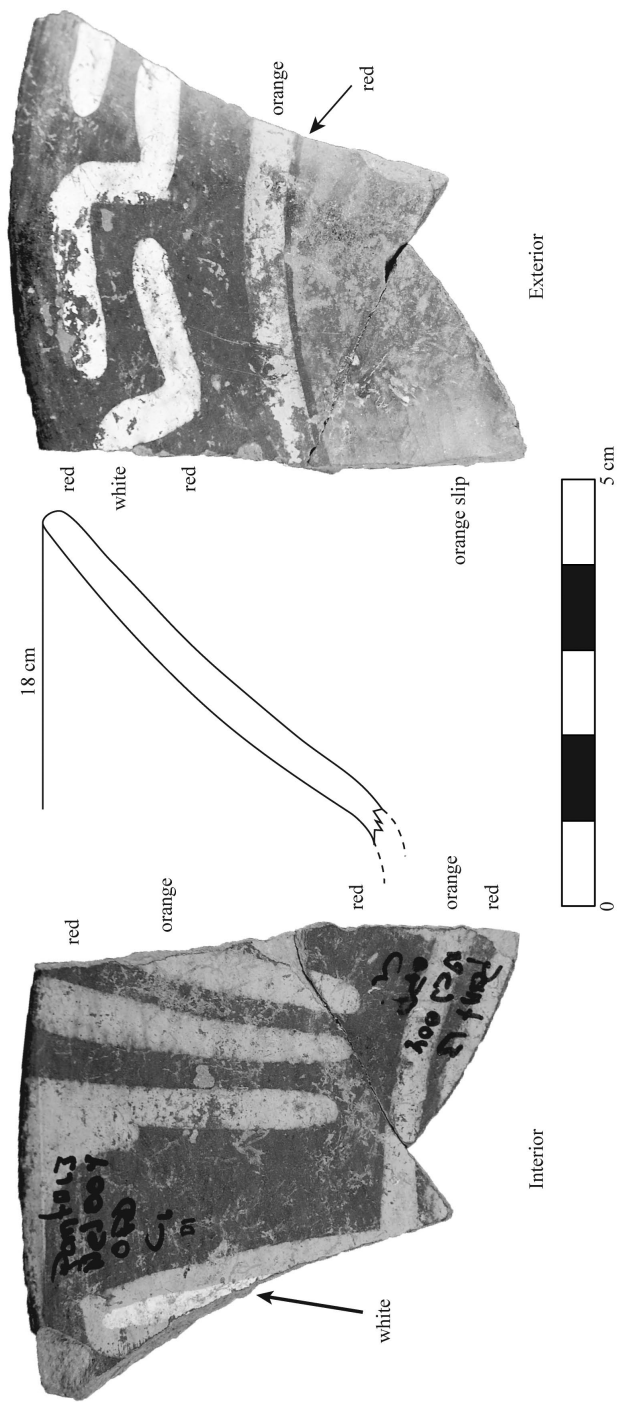 red
orange
red
orange
red
white
Interior
18 cm
red
white
red
orange slip
orange
red
Exterior
0
5 cm